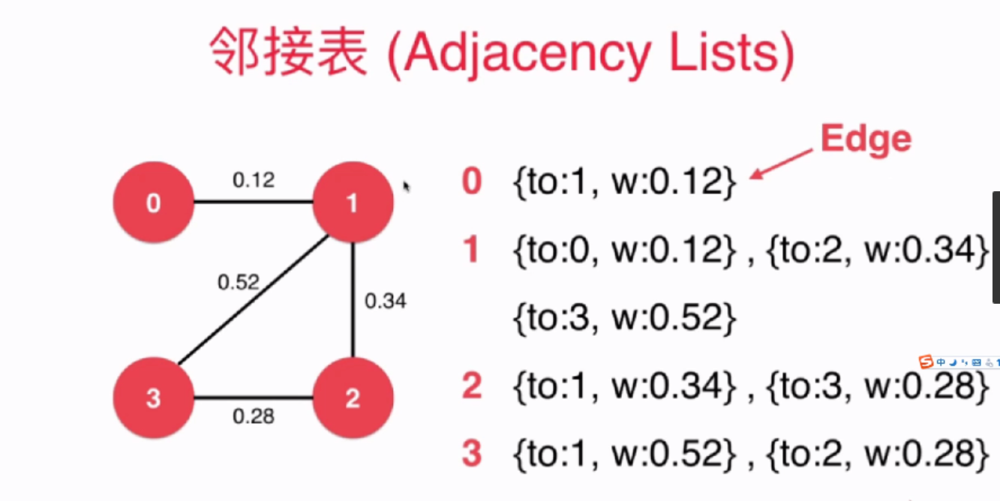 邻接表 (Adjacency Lists)
Edge
0 {to:1, w:0.12}
1 {to:0, w:0.12} , {to:2, w:0.34}
{to:3, w:0.52}
2 {to:1, w:0.34} , {to:3, w:0.28}
3 {to:1, w:0.52} , {to:2, w:0.28}
0
0.12
1
0.52
0.34
3
0.28
2
中